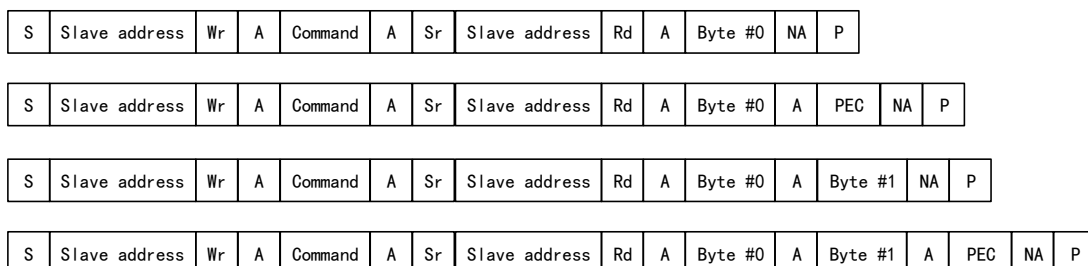 S Slave address Wr A Command A Sr Slave address Rd A Byte #0 NA P
S Slave address Wr A Command A Sr Slave address Rd A Byte #0 A PEC NA P
S Slave address Wr A Command A Sr Slave address Rd A Byte #0 A Byte #1 NA P
S Slave address Wr A Command A Sr Slave address Rd A Byte #0 A Byte #1 A PEC NA P